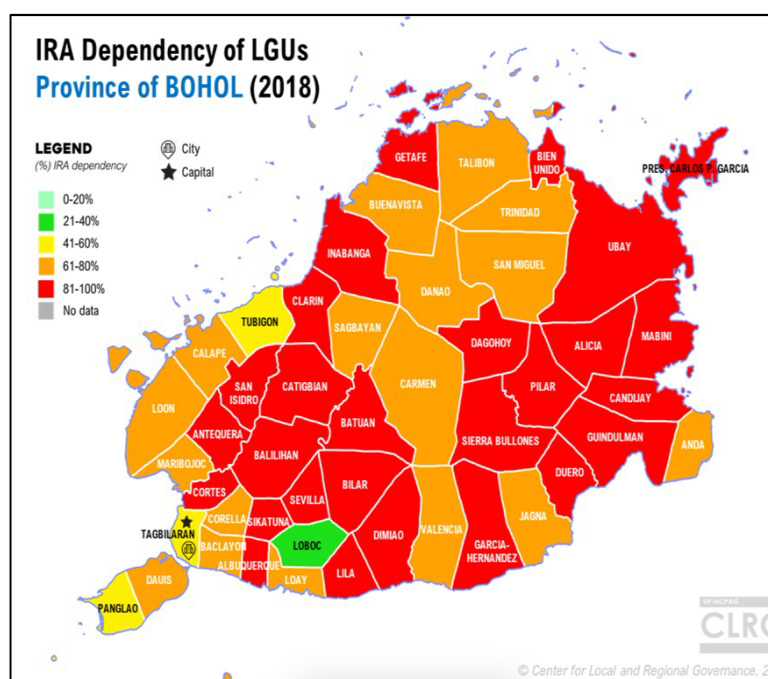 IRA Dependency of LGUs
Province of BOHOL (2018)
LEGEND
(%) IRA dependency
0-20%
21-40%
41-60%
61-80%
81-100%
No data
City
Capital
GETAFE
TALIBON
BIEN
UNIDO
PRES. CARLOS P. GARCIA
BUENAVISTA
TRINIDAD
INABANGA
UBAY
SAN MIGUEL
DANAO
CLARIN
TUBIGON
SAGBAYAN
CALAPE
DAGOHOY
ALICIA
MABINI
SAN
ISIDRO
CATIGBIAN
CARMEN
PILAR
CANDIJAY
LOON
BATUAN
ANTEQUERA
SIERRA BULLONES
GUINDULMAN
ANDA
BALILIHAN
MARIBOJOC
DUERO
CORTES
SEVILLA
BILAR
CORELLA
SIKATUNA
JAGNA
TAGBILARAN
VALENCIA
DIMIAO
BACLAYON
LOBOC
GARCIA-
HERNANDEZ
ALBUQUERQUE
LOAY
LILA
DAUIS
PANGLAO
UP-NCPAG
CLRG
© Center for Local and Regional Governance, 2